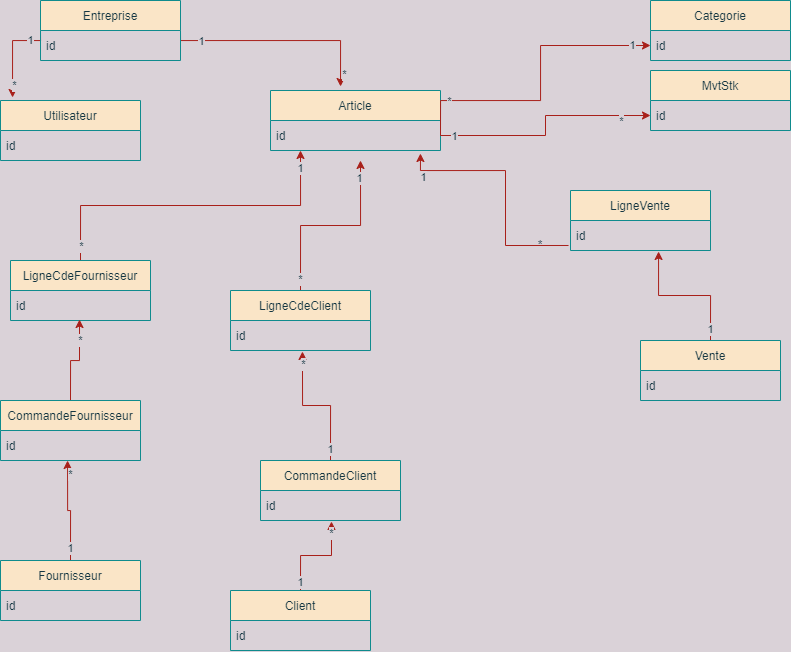 Entreprise
id
1
*
1
*
Categorie
id
1
*
MvtStk
id
*
1
Utilisateur
id
Article
id
1
1
1
*
*
*
LigneVente
id
LigneCdeFournisseur
id
*
LigneCdeClient
id
*
1
Vente
id
CommandeFournisseur
id
*
1
CommandeClient
id
*
1
Fournisseur
id
1
Client
id